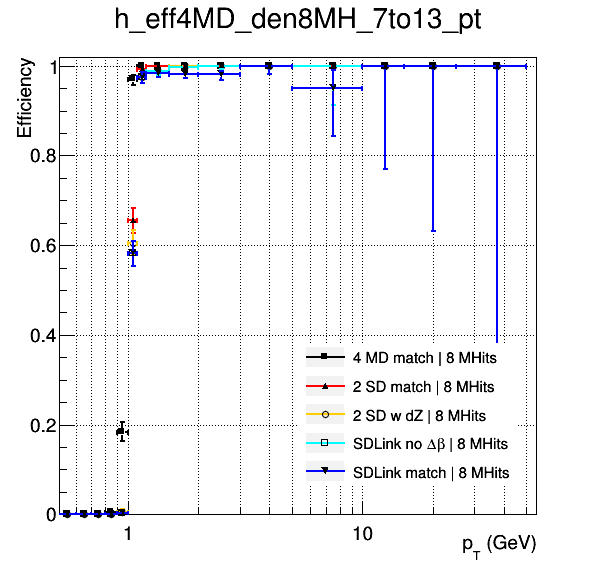 h_eff4MD_den8MH_7to13_pt
Efficiency
1
0.8
0.6
0.4
0.2
0
4 MD match | 8 MHits
2 SD match | 8 MHits
2 SD w dZ | 8 MHits
SDLink no Δβ | 8 MHits
SDLink match | 8 MHits
1
10
p_T (GeV)